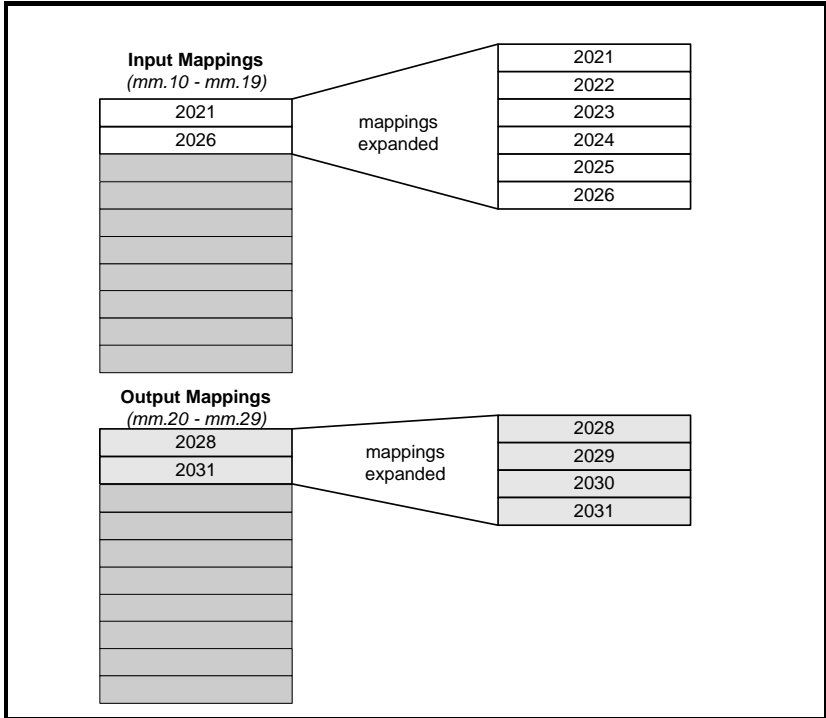 Input Mappings
(mm.10 - mm.19)
2021
2026
mappings
expanded
2021
2022
2023
2024
2025
2026
Output Mappings
(mm.20 - mm.29)
2028
2031
mappings
expanded
2028
2029
2030
2031